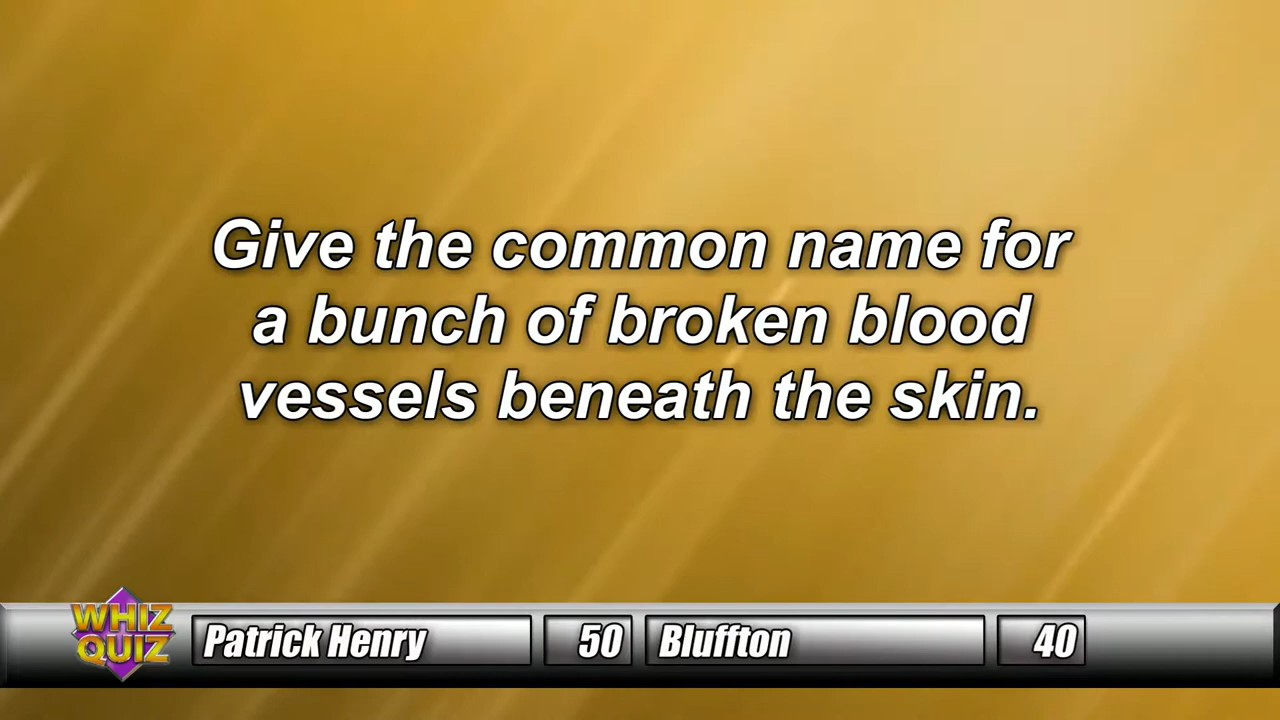 Give the common name for
a bunch of broken blood
vessels beneath the skin.
WHIZ
QUIZ
Patrick Henry 50 Bluffton 40